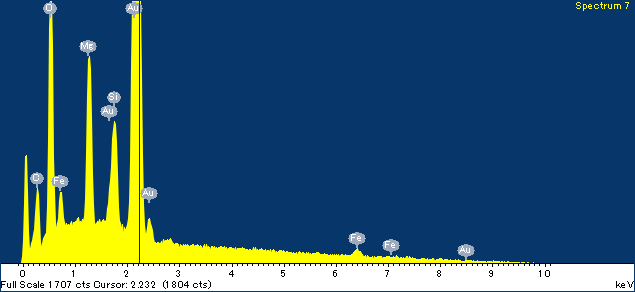 Spectrum 7
O Au
Mg
Si
Au
C Fe
Au
Fe Fe Au
0 1 2 3 4 5 6 7 8 9 10
Full Scale 1707 cts Cursor: 2.232 (1804 cts) keV